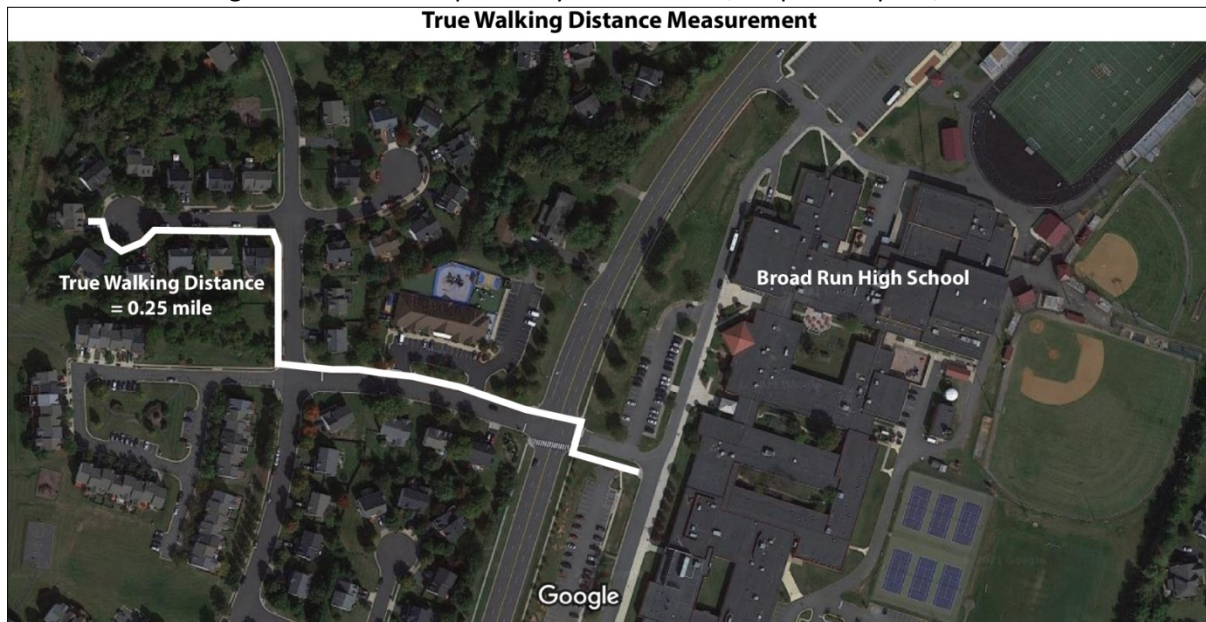 True Walking Distance Measurement
True Walking Distance
= 0.25 mile
Broad Run High School
Google